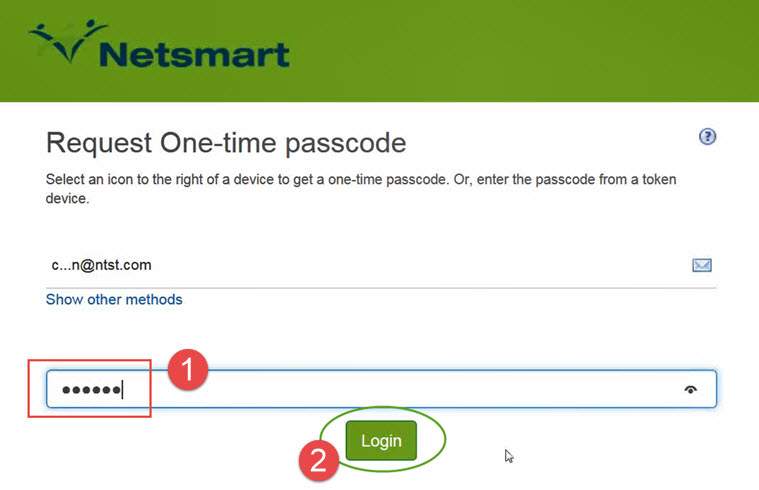 Netsmart
Request One-time passcode
?
Select an icon to the right of a device to get a one-time passcode. Or, enter the passcode from a token
device.
c...n@ntst.com
Show other methods
1
••••••
Login
2